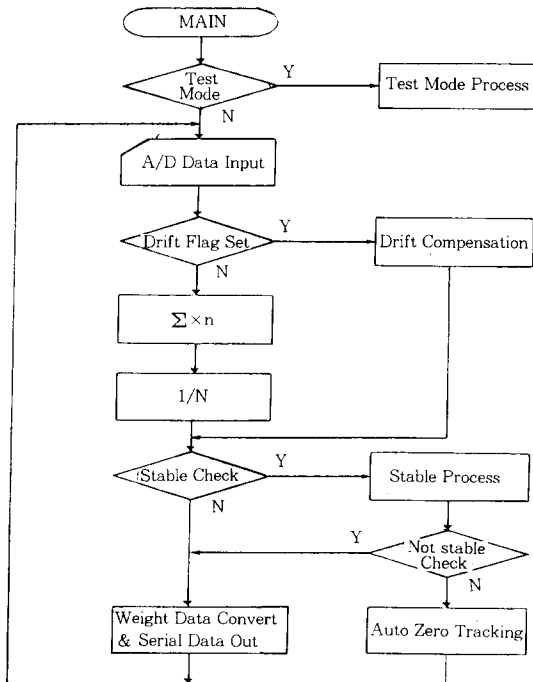 MAIN
Test
Mode
Y
Test Mode Process
N
A/D Data Input
Drift Flag Set
Y
Drift Compensation
N
∑×n
1/N
Stable Check
Y
Stable Process
N
Y
Not stable
Check
N
Weight Data Convert
& Serial Data Out
Auto Zero Tracking